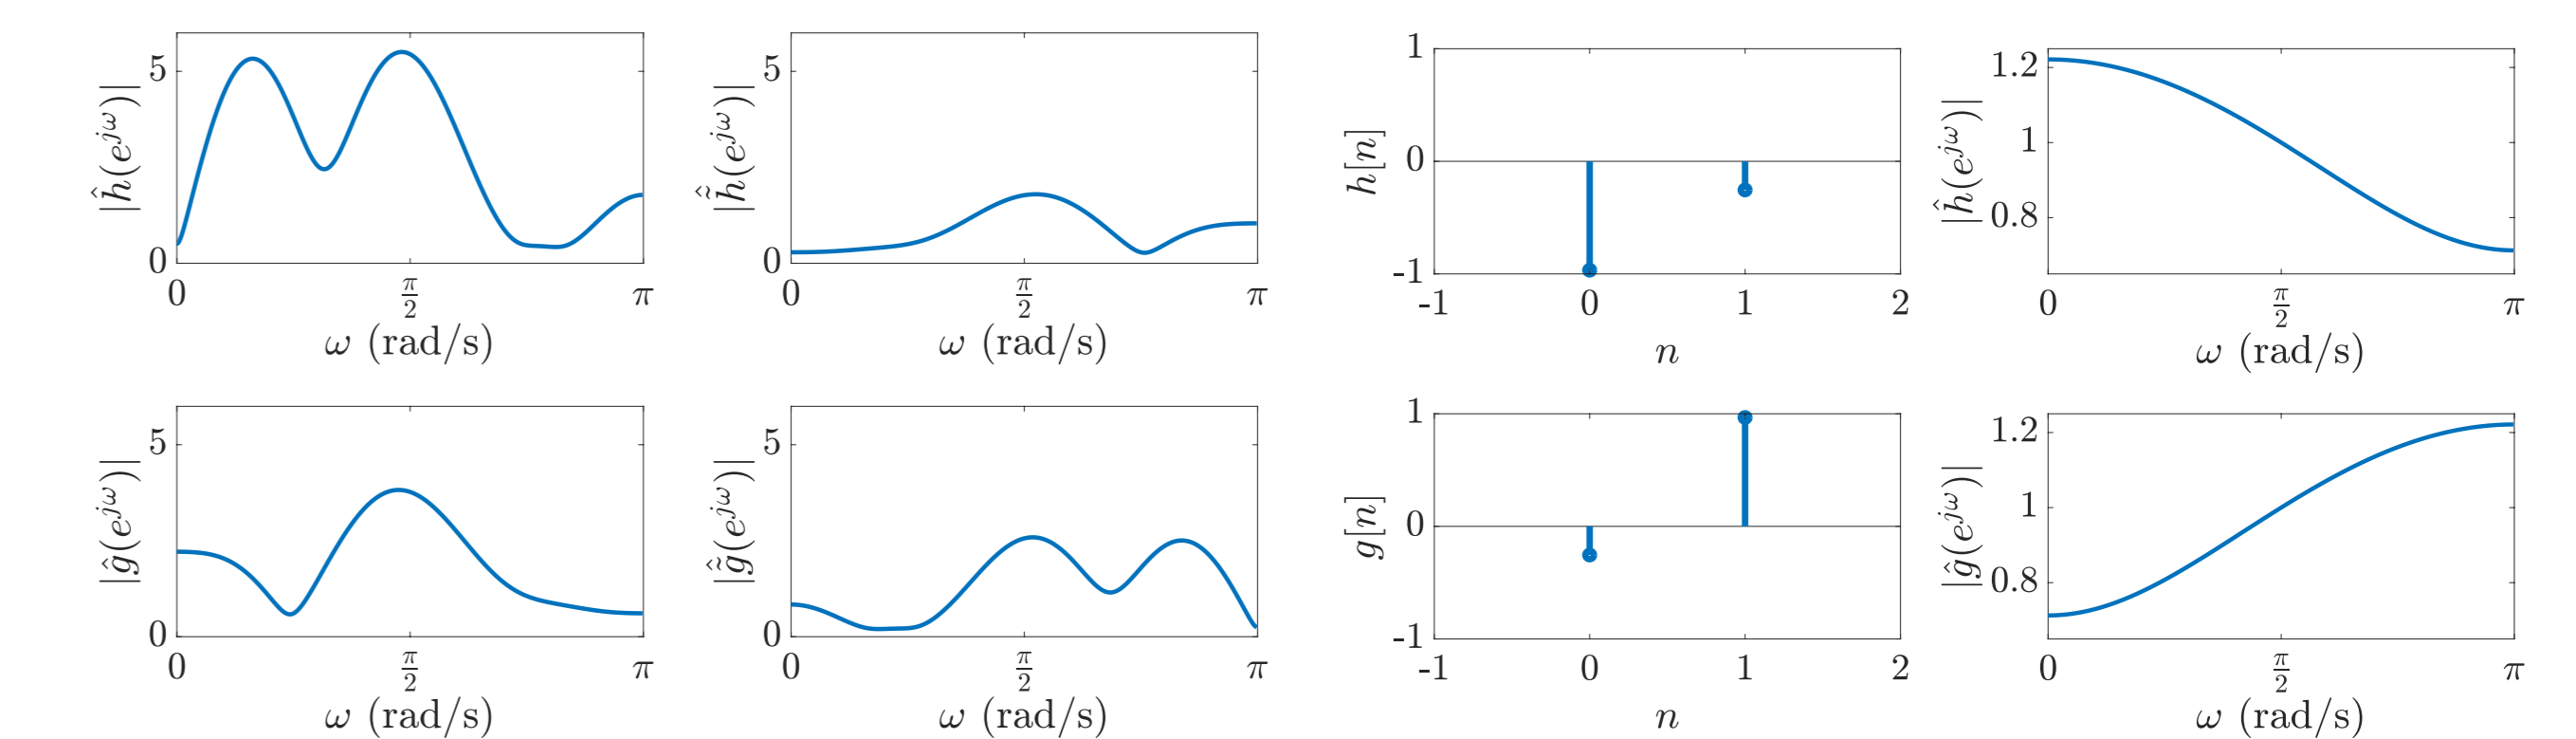 |ĥ(e^{jω})|
5
0
0 π/2 π
ω (rad/s)
|\hat{\tilde{h}}(e^{jω})|
5
0
0 π/2 π
ω (rad/s)
h[n]
1
0
-1
-1 0 1 2
n
|ĥ(e^{jω})|
1.2
1
0.8
0 π/2 π
ω (rad/s)
|ĝ(e^{jω})|
5
0
0 π/2 π
ω (rad/s)
|\hat{\tilde{g}}(e^{jω})|
5
0
0 π/2 π
ω (rad/s)
g[n]
1
0
-1
-1 0 1 2
n
|ĝ(e^{jω})|
1.2
1
0.8
0 π/2 π
ω (rad/s)